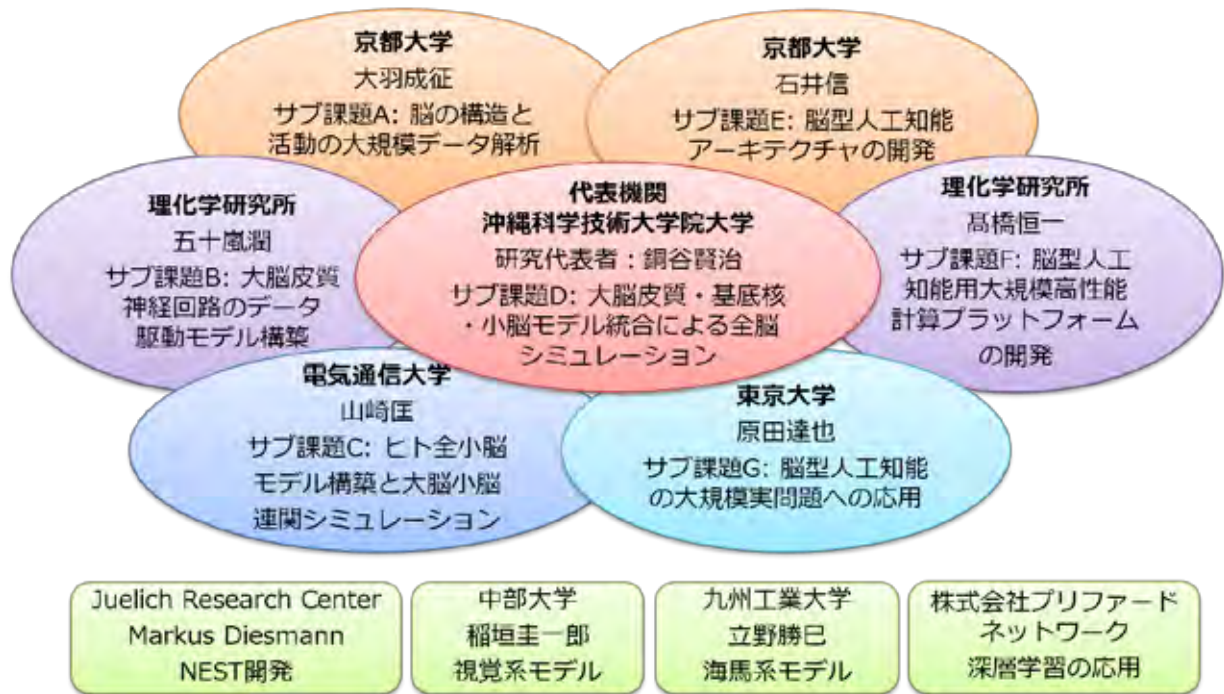 京都大学
大羽成征
サブ課題A: 脳の構造と
活動の大規模データ解析
京都大学
石井信
サブ課題E: 脳型人工知能
アーキテクチャの開発
理化学研究所
五十嵐潤
サブ課題B: 大脳皮質
神経回路のデータ
駆動モデル構築
代表機関
沖縄科学技術大学院大学
研究代表者：銅谷賢治
サブ課題D: 大脳皮質・基底核
・小脳モデル統合による全脳
シミュレーション
理化学研究所
髙橋恒一
サブ課題F: 脳型人工
知能用大規模高性能
計算プラットフォーム
の開発
電気通信大学
山﨑匡
サブ課題C: ヒト全小脳
モデル構築と大脳小脳
連関シミュレーション
東京大学
原田達也
サブ課題G: 脳型人工知能
の大規模実問題への応用
Juelich Research Center
Markus Diesmann
NEST開発
中部大学
稲垣圭一郎
視覚系モデル
九州工業大学
立野勝巳
海馬系モデル
株式会社プリファード
ネットワーク
深層学習の応用